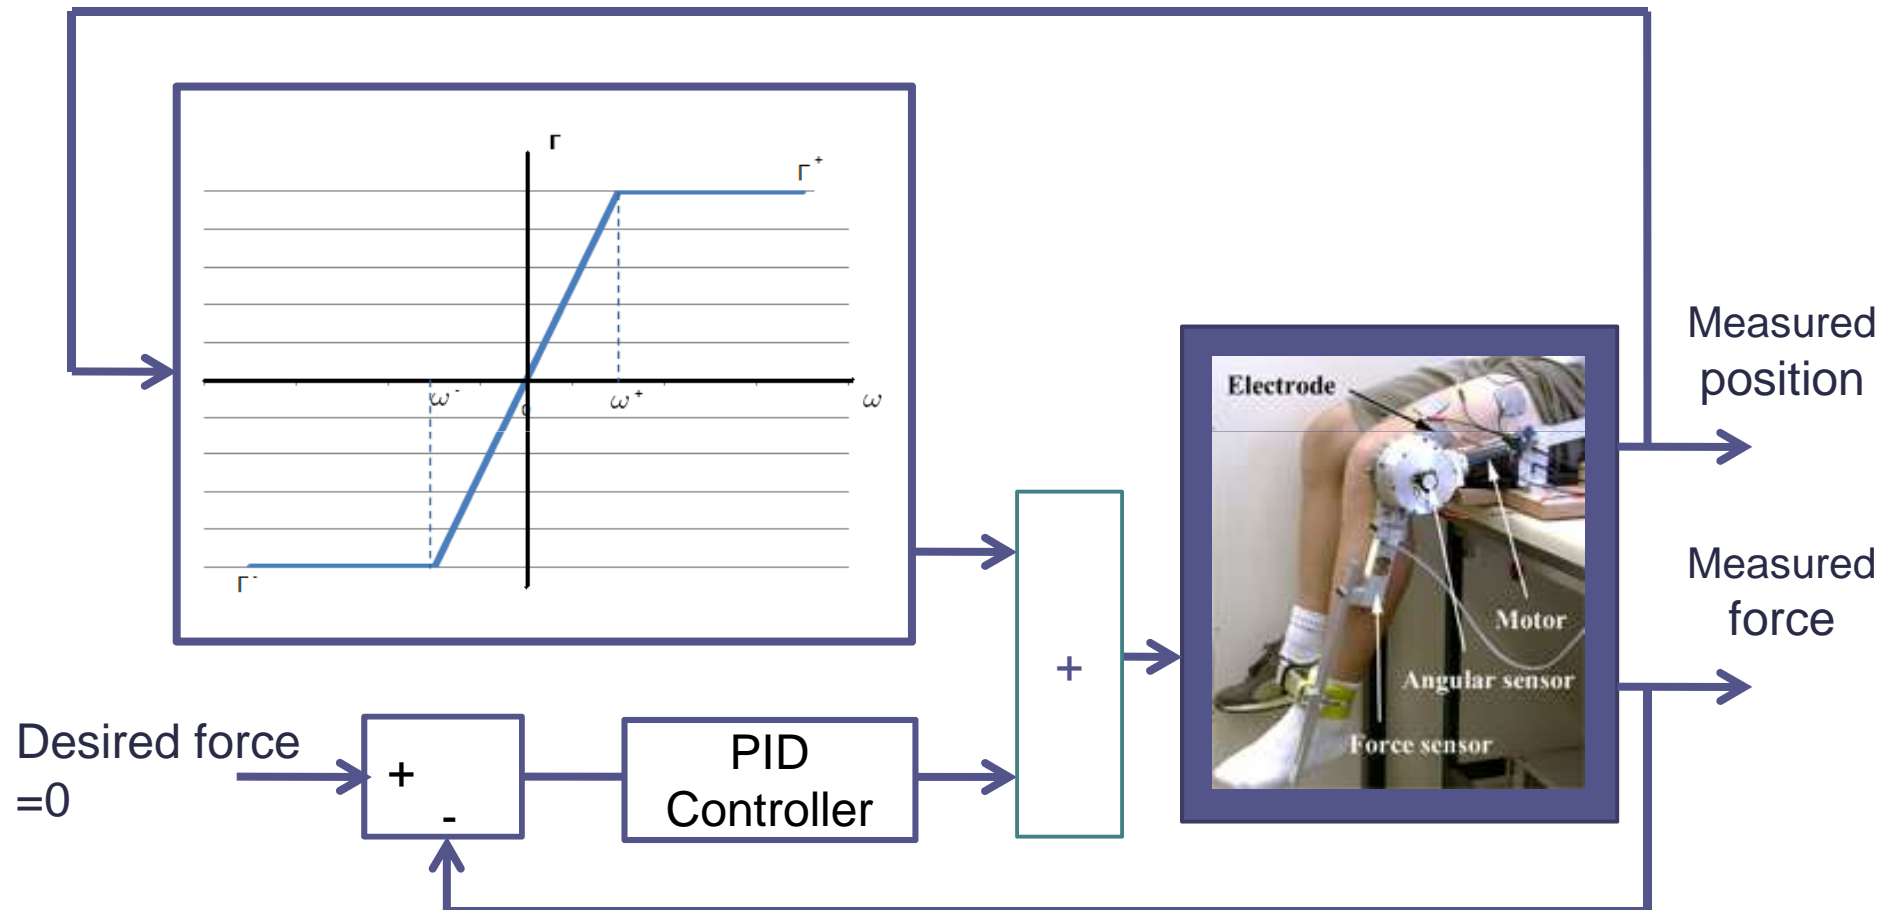 Γ
Γ +
ω -
0
ω +
ω
Γ -
Measured
position
Electrode
Measured
force
Motor
+
Angular sensor
Desired force
=0
+
-
PID
Controller
Force sensor